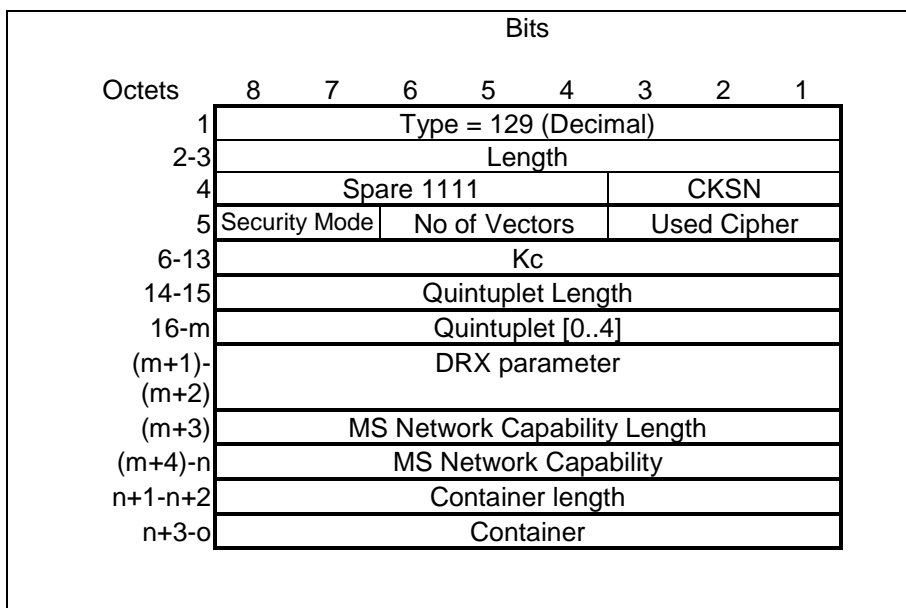 Bits
Octets 8 7 6 5 4 3 2 1
1 Type = 129 (Decimal)
2-3 Length
4 Spare 1111 CKSN
5 Security Mode No of Vectors Used Cipher
6-13 Kc
14-15 Quintuplet Length
16-m Quintuplet [0..4]
(m+1)- DRX parameter
(m+2)
(m+3) MS Network Capability Length
(m+4)-n MS Network Capability
n+1-n+2 Container length
n+3-o Container